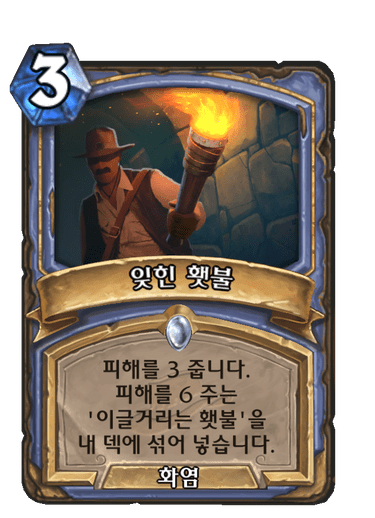 3
잊힌 횃불
피해를 3 줍니다.
피해를 6 주는
'이글거리는 횃불'을
내 덱에 섞어 넣습니다.
화염